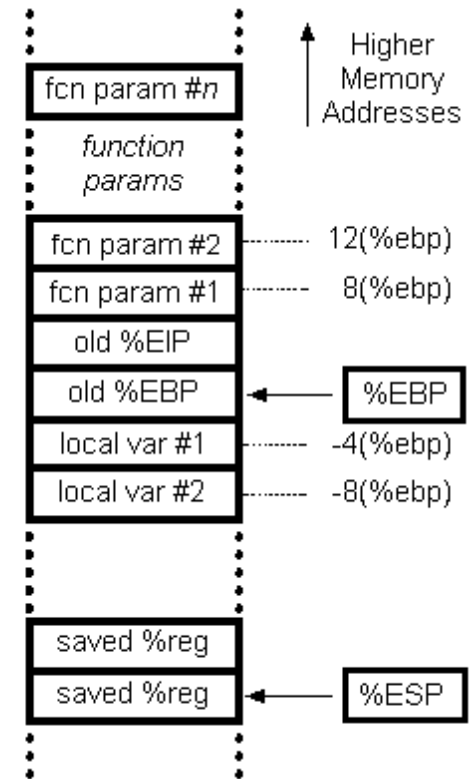 Higher
Memory
Addresses
fcn param #n
function
params
fcn param #2 12(%ebp)
fcn param #1 8(%ebp)
old %EIP
old %EBP %EBP
local var #1 -4(%ebp)
local var #2 -8(%ebp)
saved %reg
saved %reg %ESP